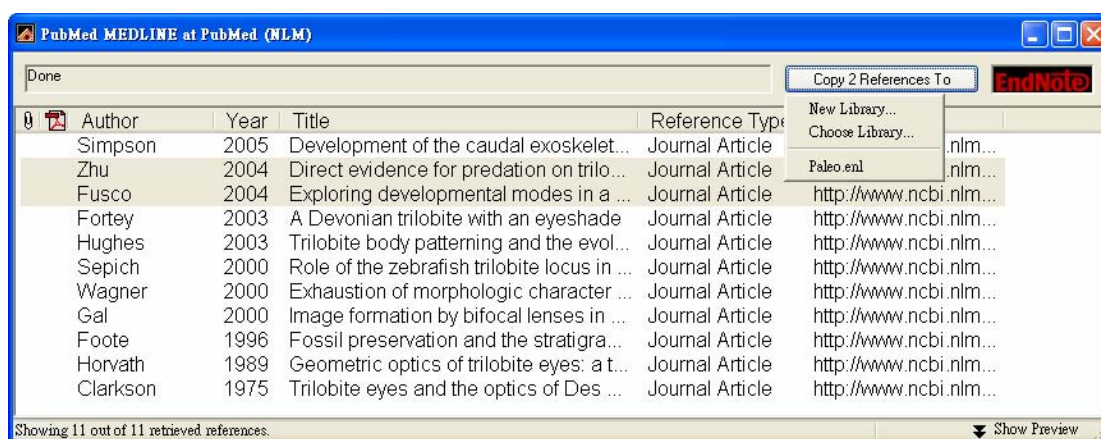 PubMed MEDLINE at PubMed (NLM)
Done
Copy 2 References To
EndNote
New Library...
Choose Library...
Paleo.enl
Author Year Title Reference Type
Simpson 2005 Development of the caudal exoskelet... Journal Article .nlm...
Zhu 2004 Direct evidence for predation on trilo... Journal Article .nlm...
Fusco 2004 Exploring developmental modes in a ... Journal Article http://www.ncbi.nlm...
Fortey 2003 A Devonian trilobite with an eyeshade Journal Article http://www.ncbi.nlm...
Hughes 2003 Trilobite body patterning and the evol... Journal Article http://www.ncbi.nlm...
Sepich 2000 Role of the zebrafish trilobite locus in ... Journal Article http://www.ncbi.nlm...
Wagner 2000 Exhaustion of morphologic character ... Journal Article http://www.ncbi.nlm...
Gal 2000 Image formation by bifocal lenses in ... Journal Article http://www.ncbi.nlm...
Foote 1996 Fossil preservation and the stratigra... Journal Article http://www.ncbi.nlm...
Horvath 1989 Geometric optics of trilobite eyes: a t... Journal Article http://www.ncbi.nlm...
Clarkson 1975 Trilobite eyes and the optics of Des ... Journal Article http://www.ncbi.nlm...
Showing 11 out of 11 retrieved references. Show Preview